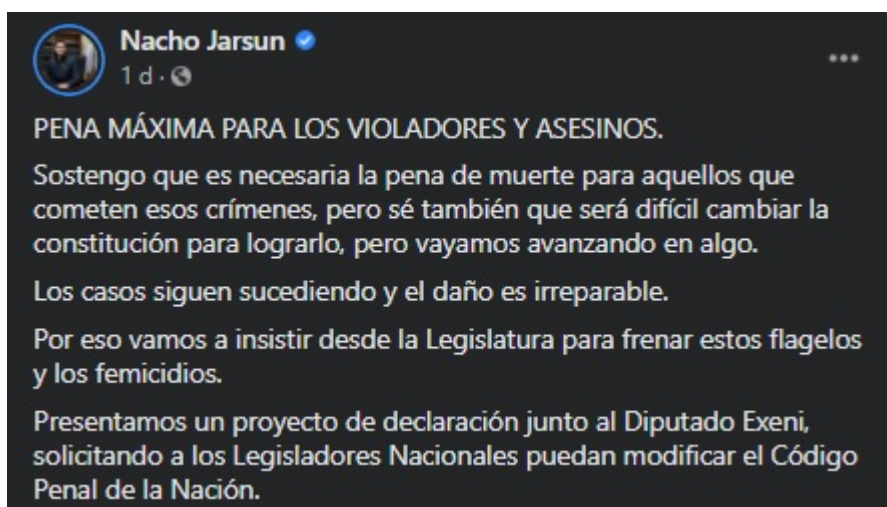 Nacho Jarsun
1 d ·
PENA MÁXIMA PARA LOS VIOLADORES Y ASESINOS.
Sostengo que es necesaria la pena de muerte para aquellos que
cometen esos crímenes, pero sé también que será difícil cambiar la
constitución para lograrlo, pero vayamos avanzando en algo.
Los casos siguen sucediendo y el daño es irreparable.
Por eso vamos a insistir desde la Legislatura para frenar estos flagelos
y los femicidios.
Presentamos un proyecto de declaración junto al Diputado Exeni,
solicitando a los Legisladores Nacionales puedan modificar el Código
Penal de la Nación.